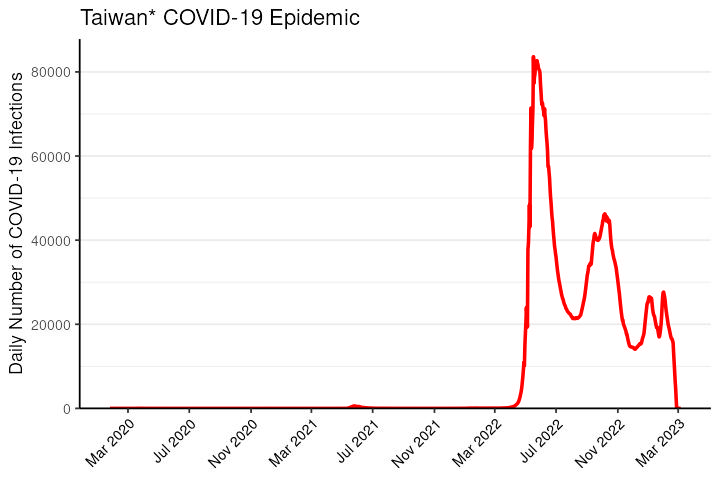 Taiwan* COVID-19 Epidemic
Daily Number of COVID-19 Infections
80000
60000
40000
20000
0
Mar 2020
Jul 2020
Nov 2020
Mar 2021
Jul 2021
Nov 2021
Mar 2022
Jul 2022
Nov 2022
Mar 2023